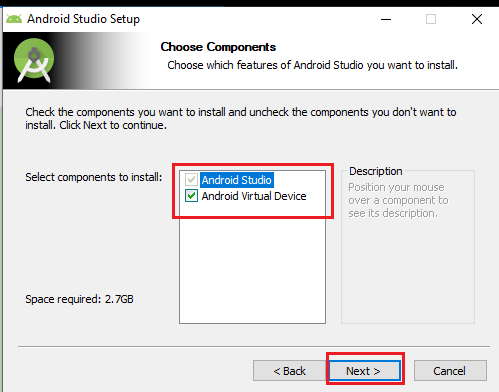 Android Studio Setup
Choose Components
Choose which features of Android Studio you want to install.
Check the components you want to install and uncheck the components you don't want to
install. Click Next to continue.
Select components to install:
Android Studio
Android Virtual Device
Description
Position your mouse
over a component to
see its description.
Space required: 2.7GB
< Back
Next >
Cancel